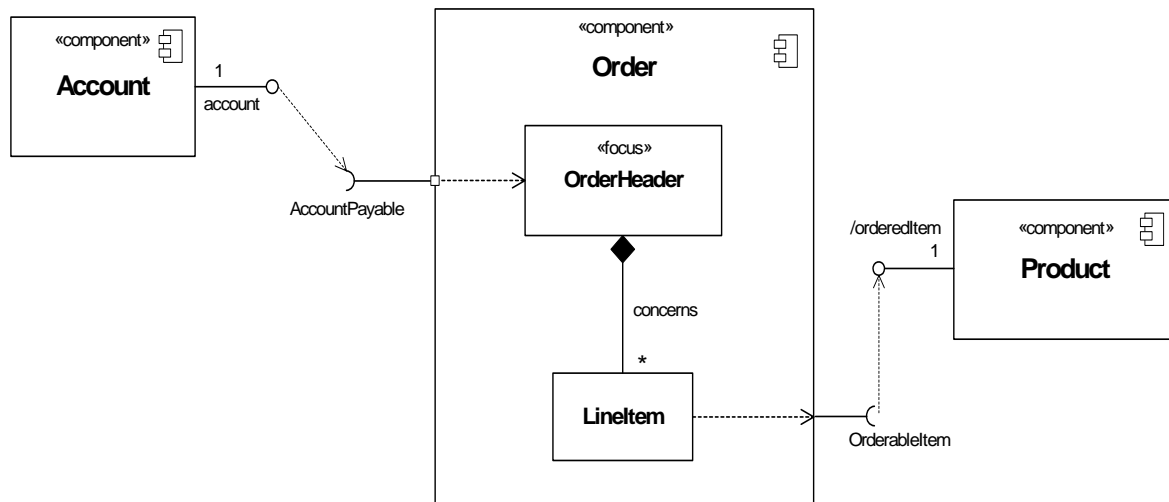 «component»
Account
1
account
AccountPayable
«component»
Order
«focus»
OrderHeader
concerns
*
LineItem
/orderedItem
1
OrderableItem
«component»
Product